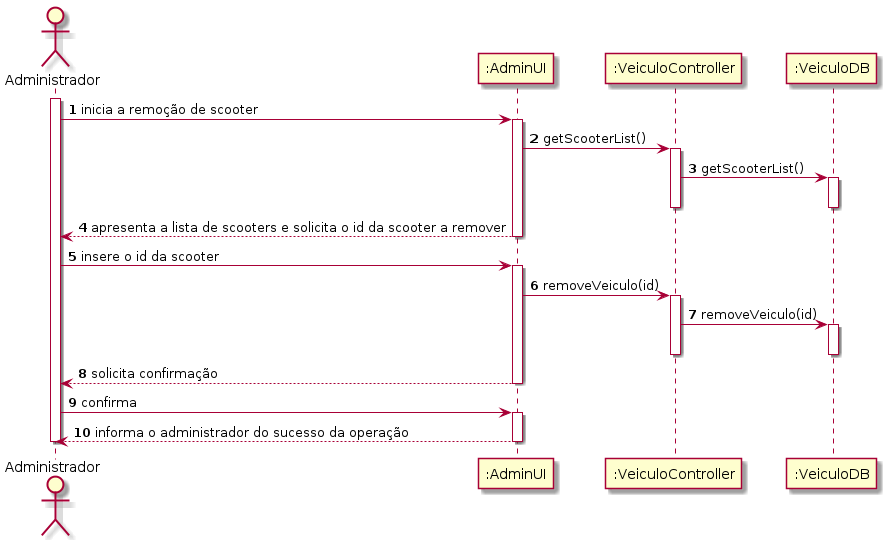 Administrador
:AdminUI
:VeiculoController
:VeiculoDB
1 inicia a remoção de scooter
2 getScooterList()
3 getScooterList()
4 apresenta a lista de scooters e solicita o id da scooter a remover
5 insere o id da scooter
6 removeVeiculo(id)
7 removeVeiculo(id)
8 solicita confirmação
9 confirma
10 informa o administrador do sucesso da operação
Administrador
:AdminUI
:VeiculoController
:VeiculoDB